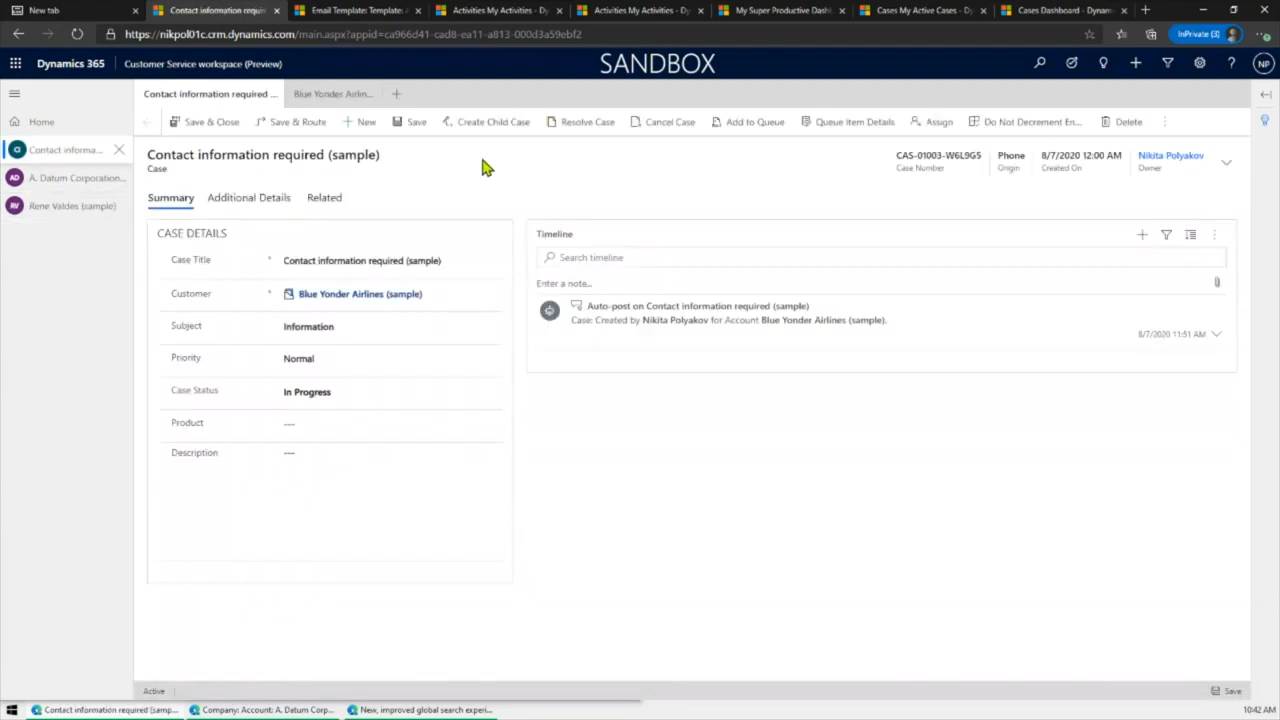 New tab
Contact information requir
Email Template: Templates A
Activities My Activities - Dy
Activities My Activities - Dy
My Super Productive Dash
Cases My Active Cases - Dy
Cases Dashboard - Dynam
https://nikpol01c.crm.dynamics.com/main.aspx?appid=ca966d41-cad8-ea11-a813-000d3a59ebf2
InPrivate (3)
Dynamics 365
Customer Service workspace (Preview)
SANDBOX
NP
Contact information required ...
Blue Yonder Airlin...
Home
Save & Close
Save & Route
New
Save
Create Child Case
Resolve Case
Cancel Case
Add to Queue
Queue Item Details
Assign
Do Not Decrement En...
Delete
Contact informa...
AD A. Datum Corporation...
RV Rene Valdes (sample)
Contact information required (sample)
Case
CAS-01003-W6L9G5
Case Number
Phone
Origin
8/7/2020 12:00 AM
Created On
Nikita Polyakov
Owner
Summary
Additional Details
Related
CASE DETAILS
Case Title * Contact information required (sample)
Customer * Blue Yonder Airlines (sample)
Subject Information
Priority Normal
Case Status In Progress
Product ---
Description ---
Timeline
Search timeline
Enter a note...
Auto-post on Contact information required (sample)
Case: Created by Nikita Polyakov for Account Blue Yonder Airlines (sample).
8/7/2020 11:51 AM
Active
Save
Contact information required (samp...
Company: Account: A. Datum Corp...
New, improved global search experi...
10:42 AM